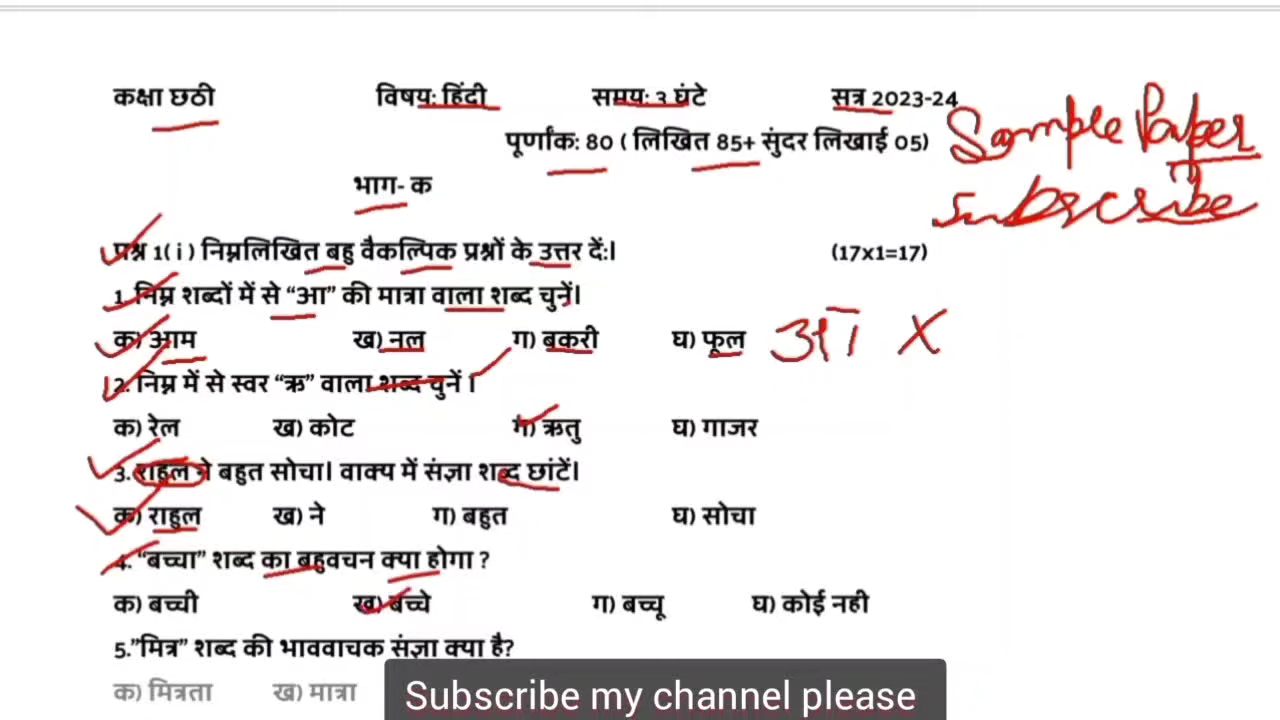 कक्षा छठी विषय: हिंदी समय: 3 घंटे सत्र 2023-24
Sample Paper
पूर्णांक: 80 ( लिखित 85+ सुंदर लिखाई 05)
Subscribe
भाग- क
प्रश्न 1( i ) निम्नलिखित बहु वैकल्पिक प्रश्नों के उत्तर दें:। (17x1=17)
1. निम्न शब्दों में से “आ” की मात्रा वाला शब्द चुनें।
क) आम ख) नल ग) बकरी घ) फूल आ X
2. निम्न में से स्वर “ऋ” वाला शब्द चुनें ।
क) रेल ख) कोट ग) ऋतु घ) गाजर
3. राहुल ने बहुत सोचा। वाक्य में संज्ञा शब्द छांटें।
क) राहुल ख) ने ग) बहुत घ) सोचा
4. “बच्चा” शब्द का बहुवचन क्या होगा ?
क) बच्ची ख) बच्चे ग) बच्चू घ) कोई नही
5.”मित्र” शब्द की भाववाचक संज्ञा क्या है?
क) मित्रता ख) मात्रा
Subscribe my channel please